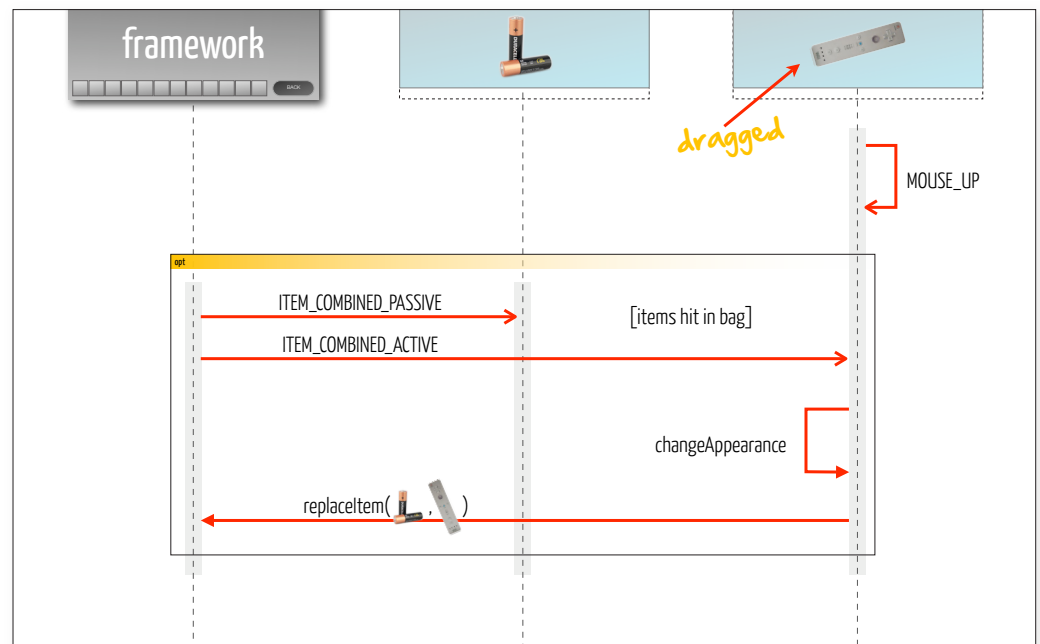 framework
BACK
dragged
MOUSE_UP
opt
ITEM_COMBINED_PASSIVE
[items hit in bag]
ITEM_COMBINED_ACTIVE
changeAppearance
replaceItem( , )